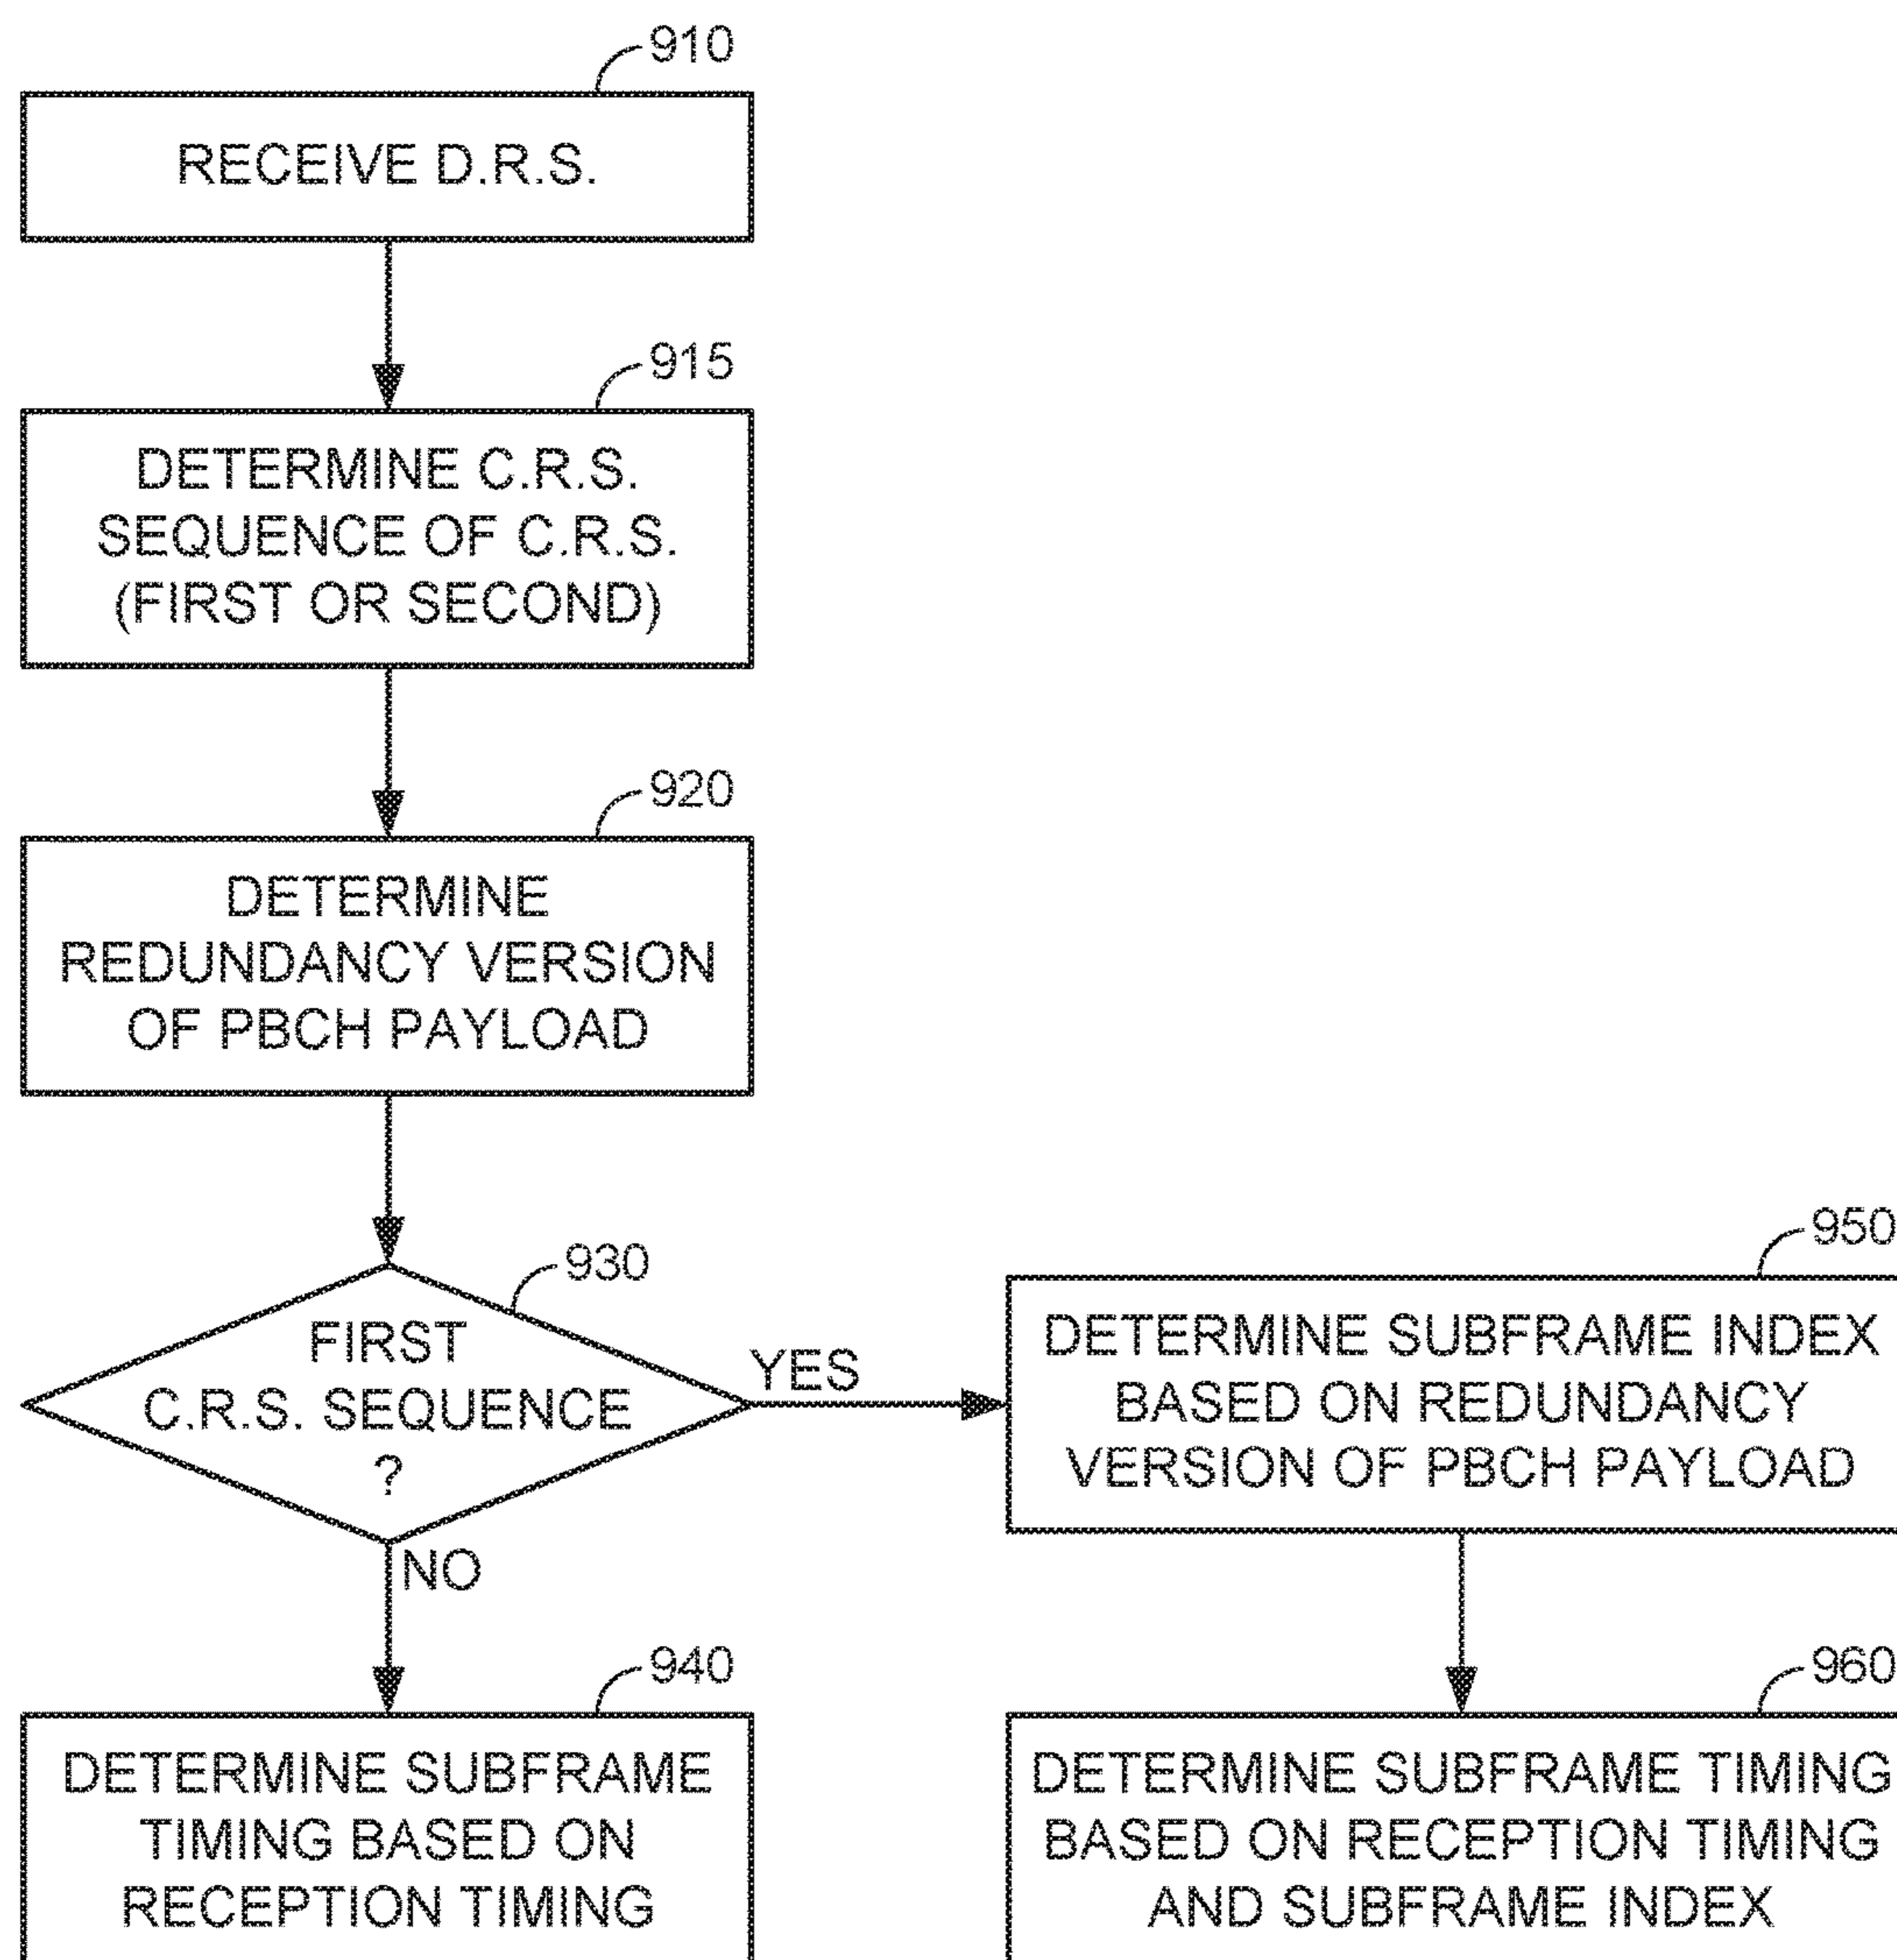 910
RECEIVE D.R.S.
915
DETERMINE C.R.S.
SEQUENCE OF C.R.S.
(FIRST OR SECOND)
920
DETERMINE
REDUNDANCY VERSION
OF PBCH PAYLOAD
930
FIRST
C.R.S. SEQUENCE
?
YES
NO
940
DETERMINE SUBFRAME
TIMING BASED ON
RECEPTION TIMING
950
DETERMINE SUBFRAME INDEX
BASED ON REDUNDANCY
VERSION OF PBCH PAYLOAD
960
DETERMINE SUBFRAME TIMING
BASED ON RECEPTION TIMING
AND SUBFRAME INDEX